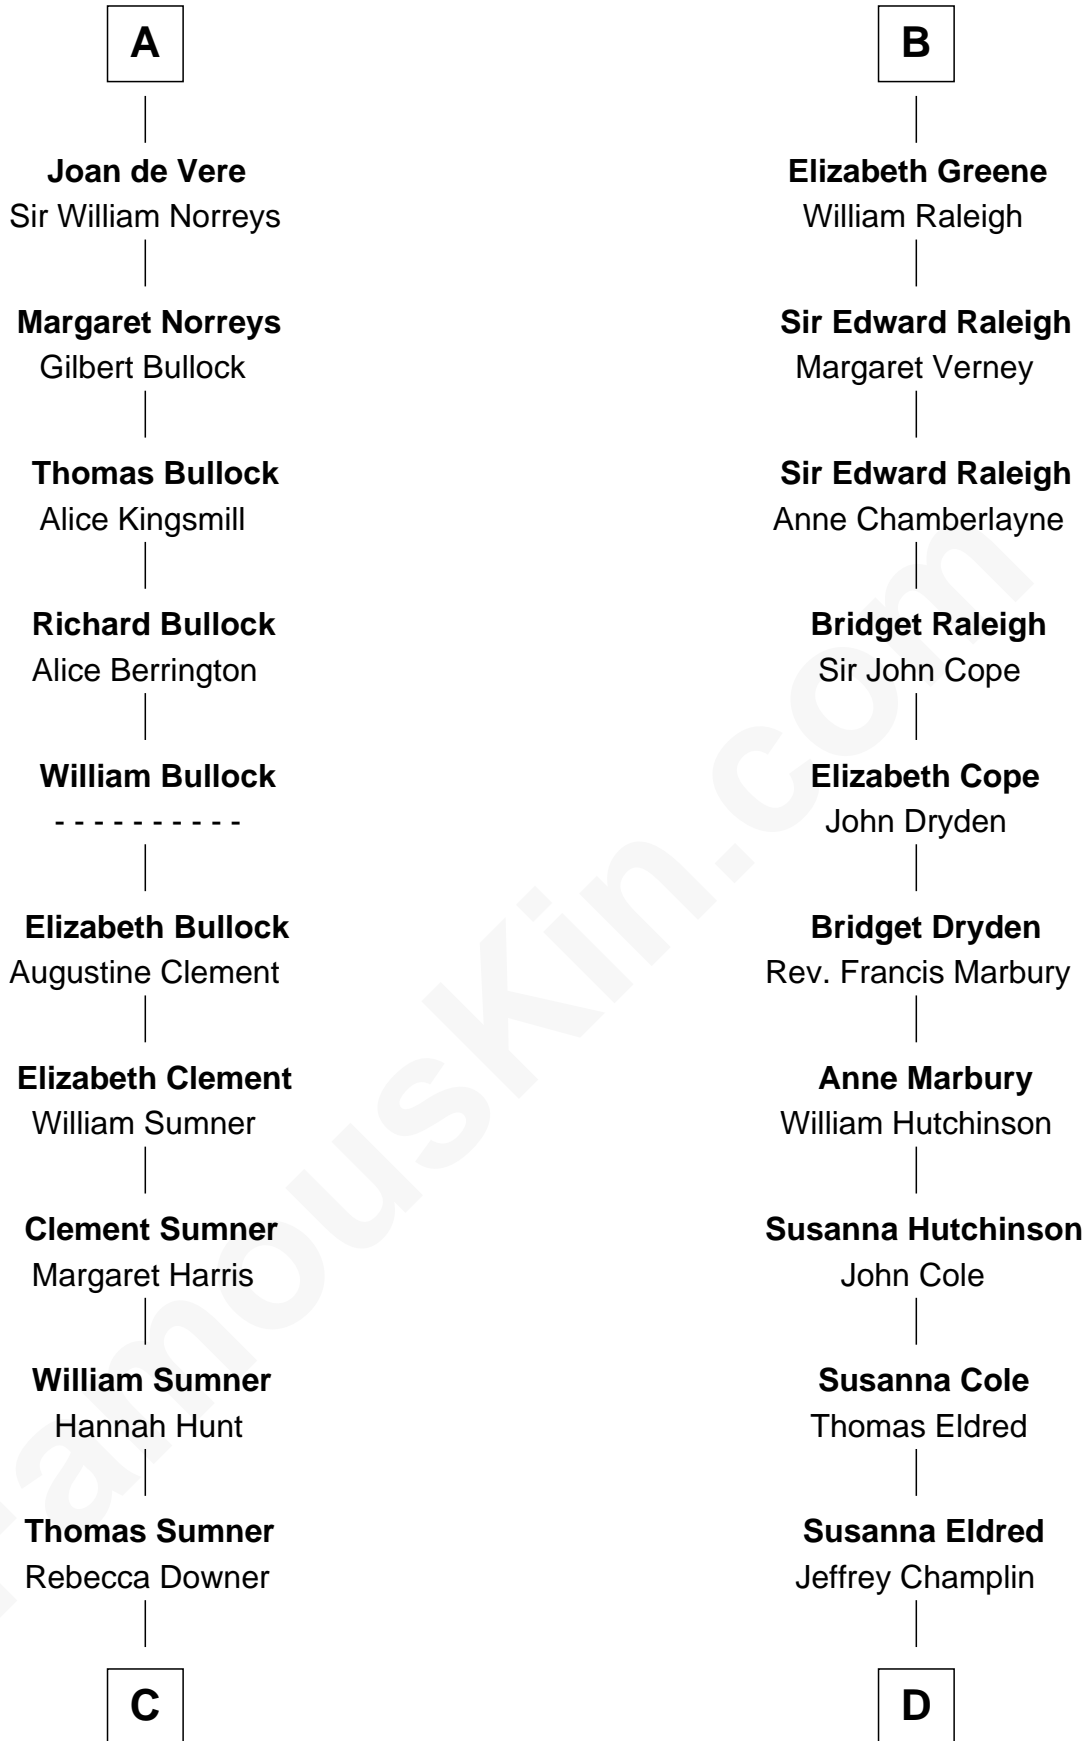 A
Joan de Vere
Sir William Norreys
Margaret Norreys
Gilbert Bullock
Thomas Bullock
Alice Kingsmill
Richard Bullock
Alice Berrington
William Bullock
- - - - - - - - - -
Elizabeth Bullock
Augustine Clement
Elizabeth Clement
William Sumner
Clement Sumner
Margaret Harris
William Sumner
Hannah Hunt
Thomas Sumner
Rebecca Downer
C
B
Elizabeth Greene
William Raleigh
Sir Edward Raleigh
Margaret Verney
Sir Edward Raleigh
Anne Chamberlayne
Bridget Raleigh
Sir John Cope
Elizabeth Cope
John Dryden
Bridget Dryden
Rev. Francis Marbury
Anne Marbury
William Hutchinson
Susanna Hutchinson
John Cole
Susanna Cole
Thomas Eldred
Susanna Eldred
Jeffrey Champlin
D
FamousKin.com